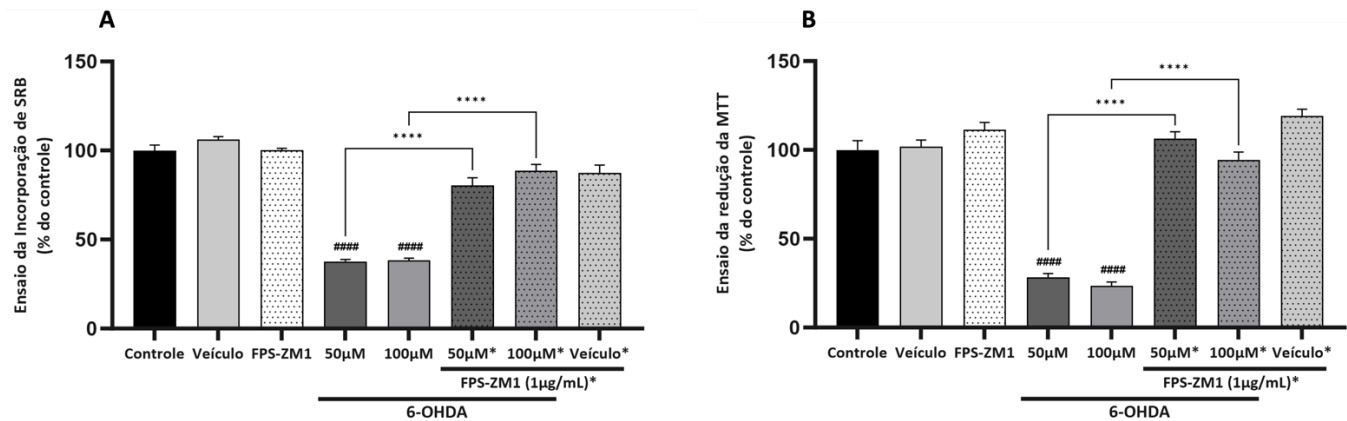 A
Ensaio da Incorporação de SRB
(% do controle)
150
100
50
0
####
####
****
****
Controle Veículo FPS-ZM1 50µM 100µM 50µM* 100µM* Veículo*
FPS-ZM1 (1µg/mL)*
6-OHDA
B
Ensaio da redução da MTT
(% do controle)
150
100
50
0
####
####
****
****
Controle Veículo FPS-ZM1 50µM 100µM 50µM* 100µM* Veículo*
FPS-ZM1 (1µg/mL)*
6-OHDA